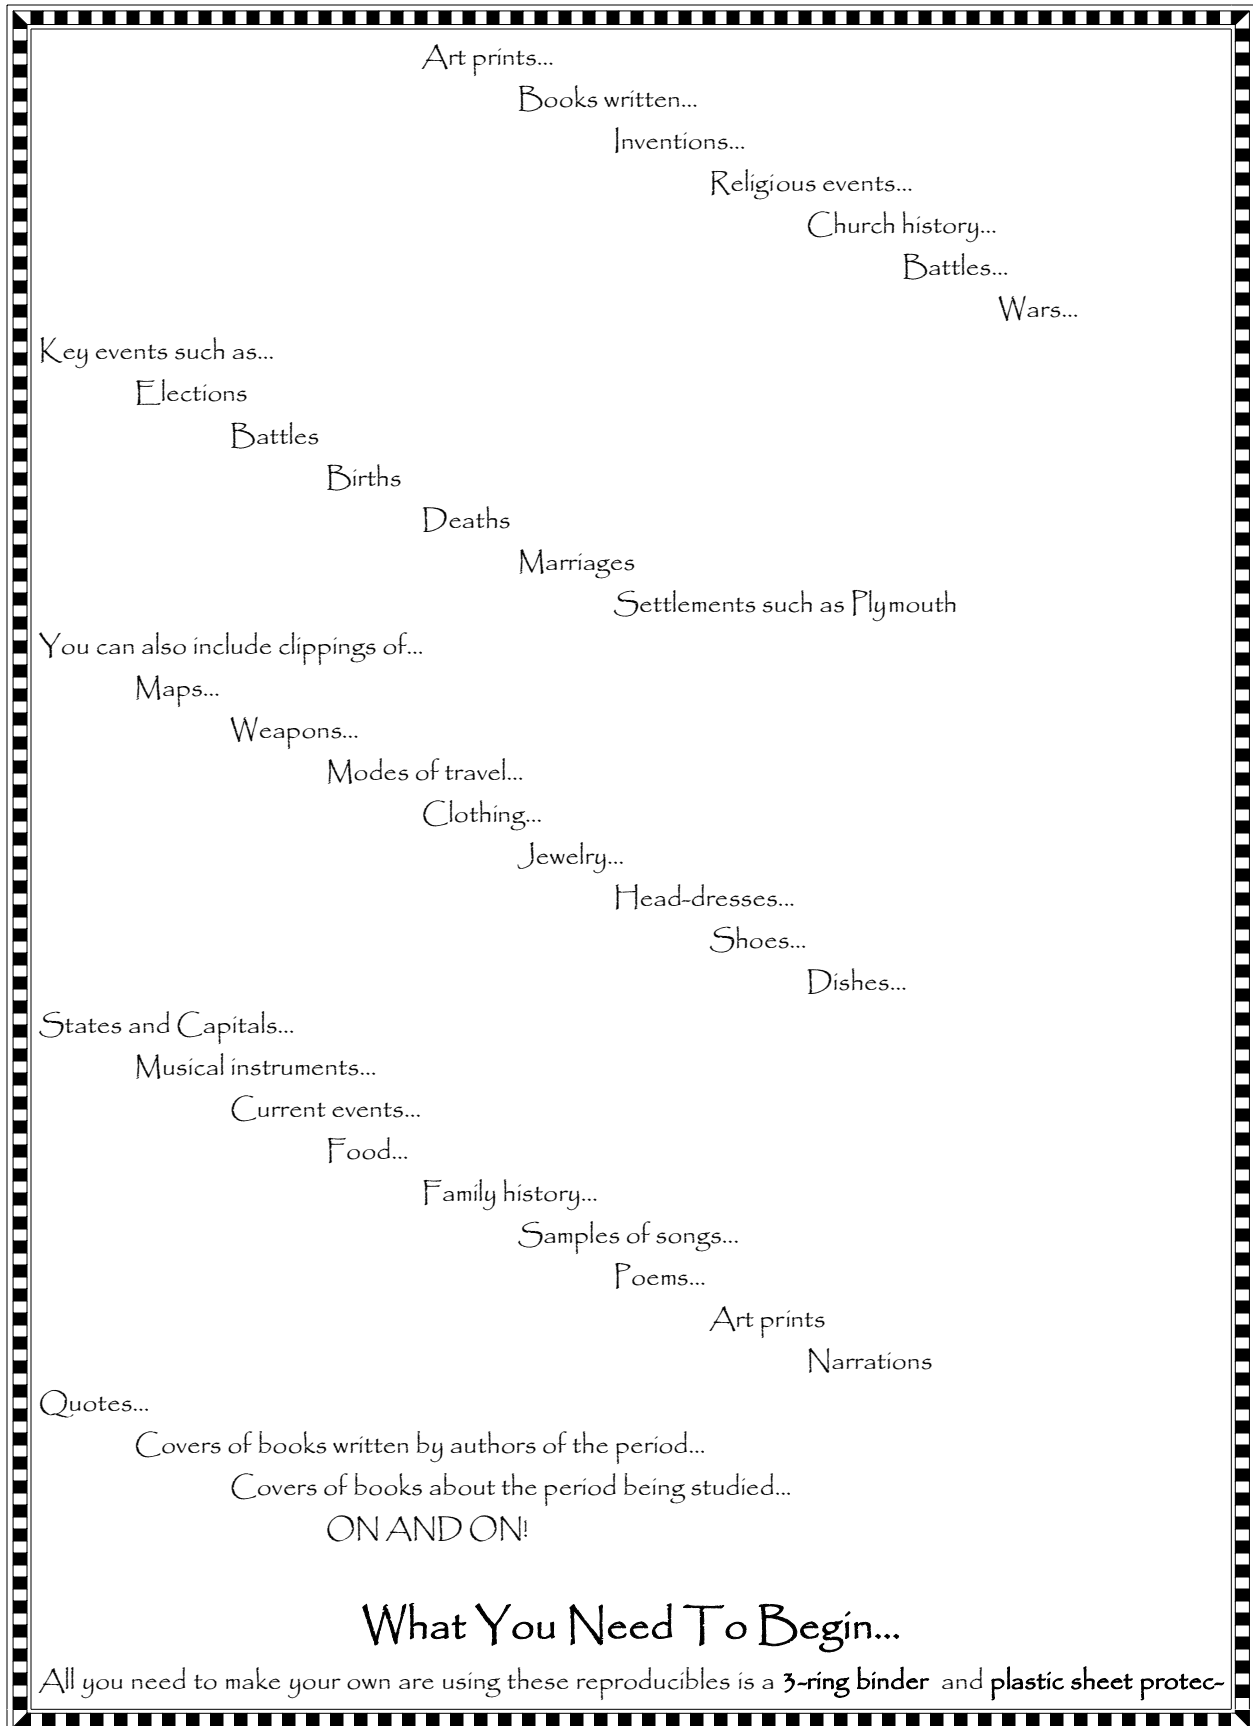 Art prints...
Books written...
Inventions...
Religious events...
Church history...
Battles...
Wars...
Key events such as...
Elections
Battles
Births
Deaths
Marriages
Settlements such as Plymouth
You can also include clippings of...
Maps...
Weapons...
Modes of travel...
Clothing...
Jewelry...
Head-dresses...
Shoes...
Dishes...
States and Capitals...
Musical instruments...
Current events...
Food...
Family history...
Samples of songs...
Poems...
Art prints
Narrations
Quotes...
Covers of books written by authors of the period...
Covers of books about the period being studied...
ON AND ON!
What You Need To Begin...
All you need to make your own are using these reproducibles is a 3-ring binder and plastic sheet protec-